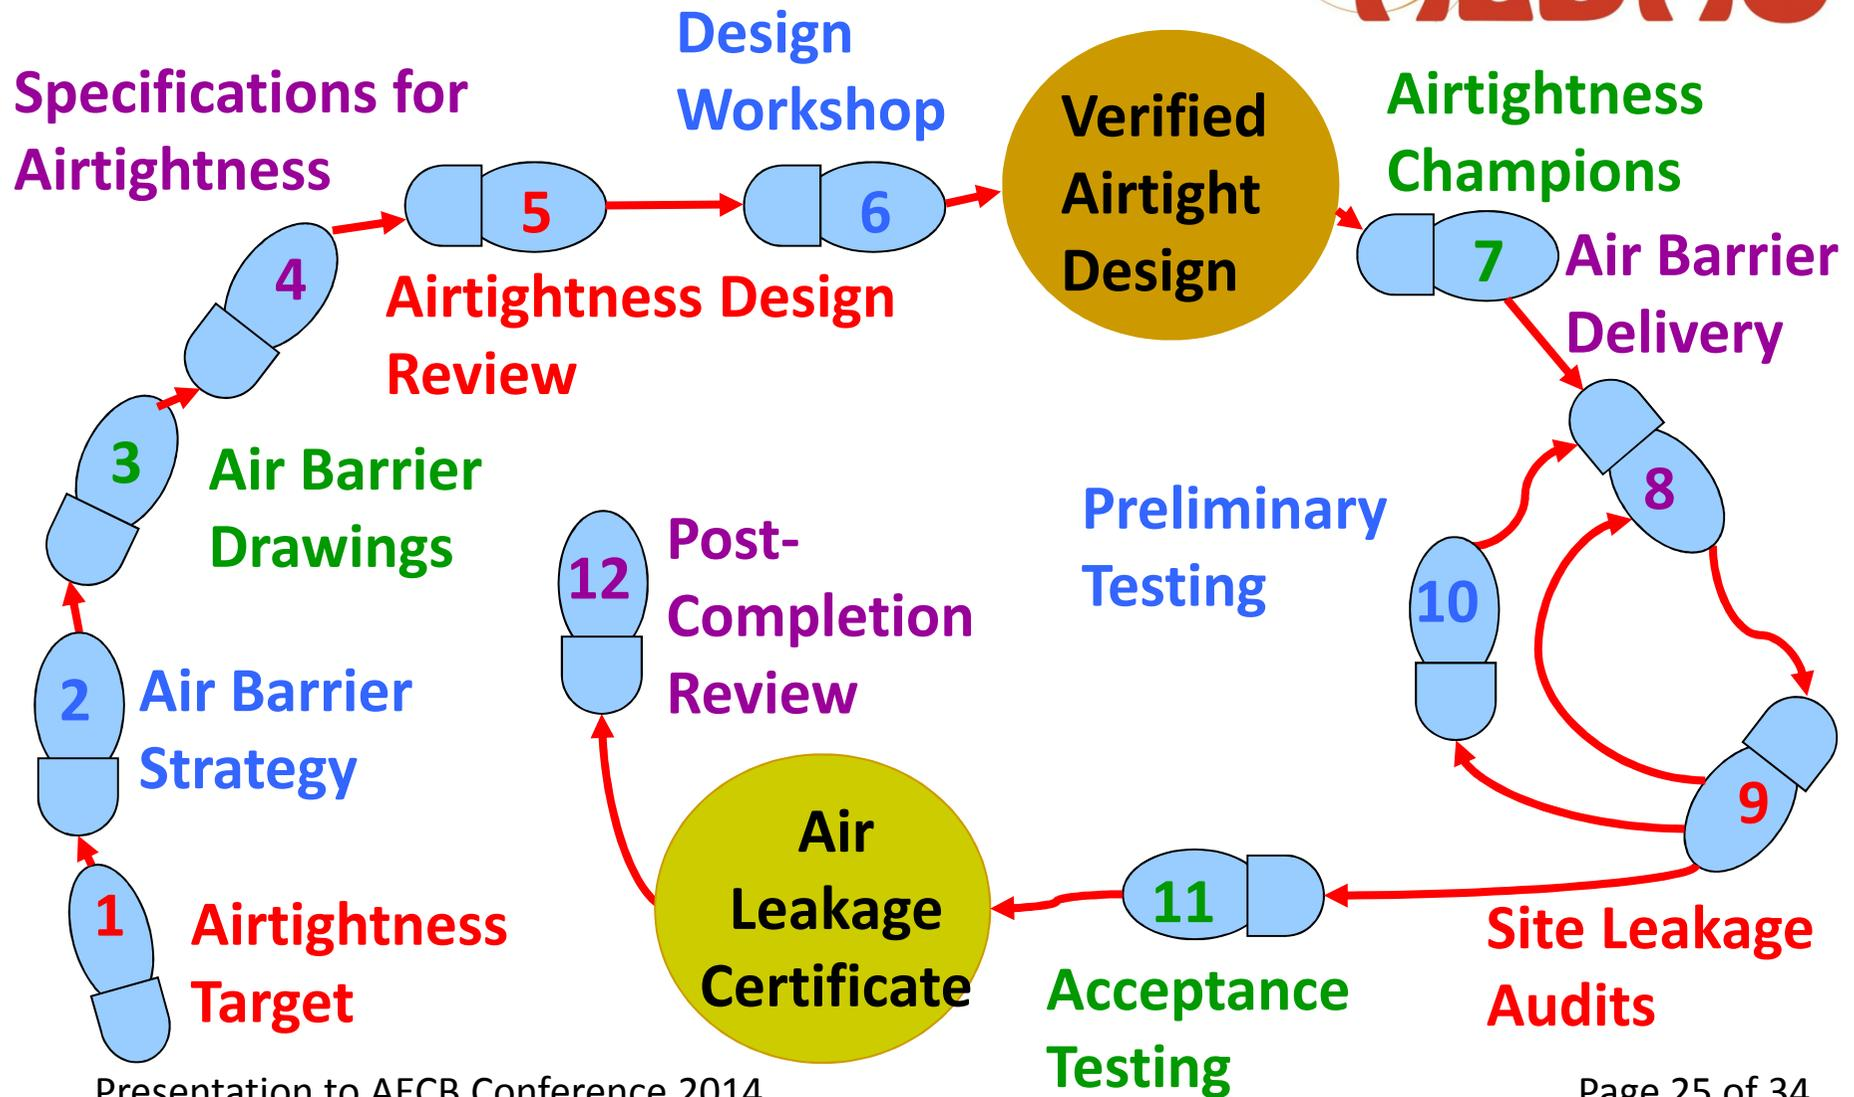 Design
Workshop
Specifications for
Airtightness
Verified
Airtight
Design
Airtightness
Champions
5
6
7
Air Barrier
Delivery
4
Airtightness Design
Review
3
Air Barrier
Drawings
8
Preliminary
Testing
10
12
Post-
Completion
Review
2
Air Barrier
Strategy
9
Air
Leakage
Certificate
11
1
Airtightness
Target
Site Leakage
Audits
Acceptance
Testing
Presentation to AECB Conference 2014
Page 25 of 34